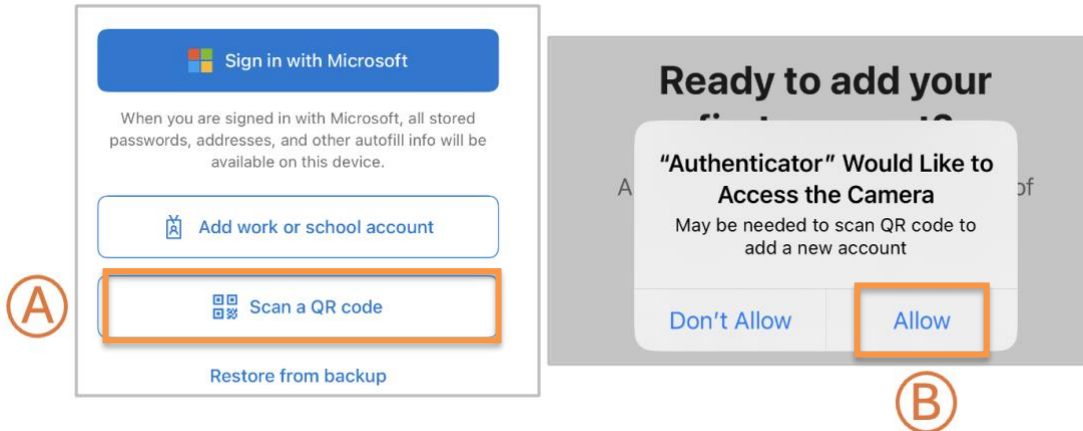 Sign in with Microsoft
When you are signed in with Microsoft, all stored
passwords, addresses, and other autofill info will be
available on this device.
Add work or school account
A
Scan a QR code
Restore from backup
Ready to add your
“Authenticator” Would Like to
Access the Camera
A
of
May be needed to scan QR code to
add a new account
Don't Allow
Allow
B